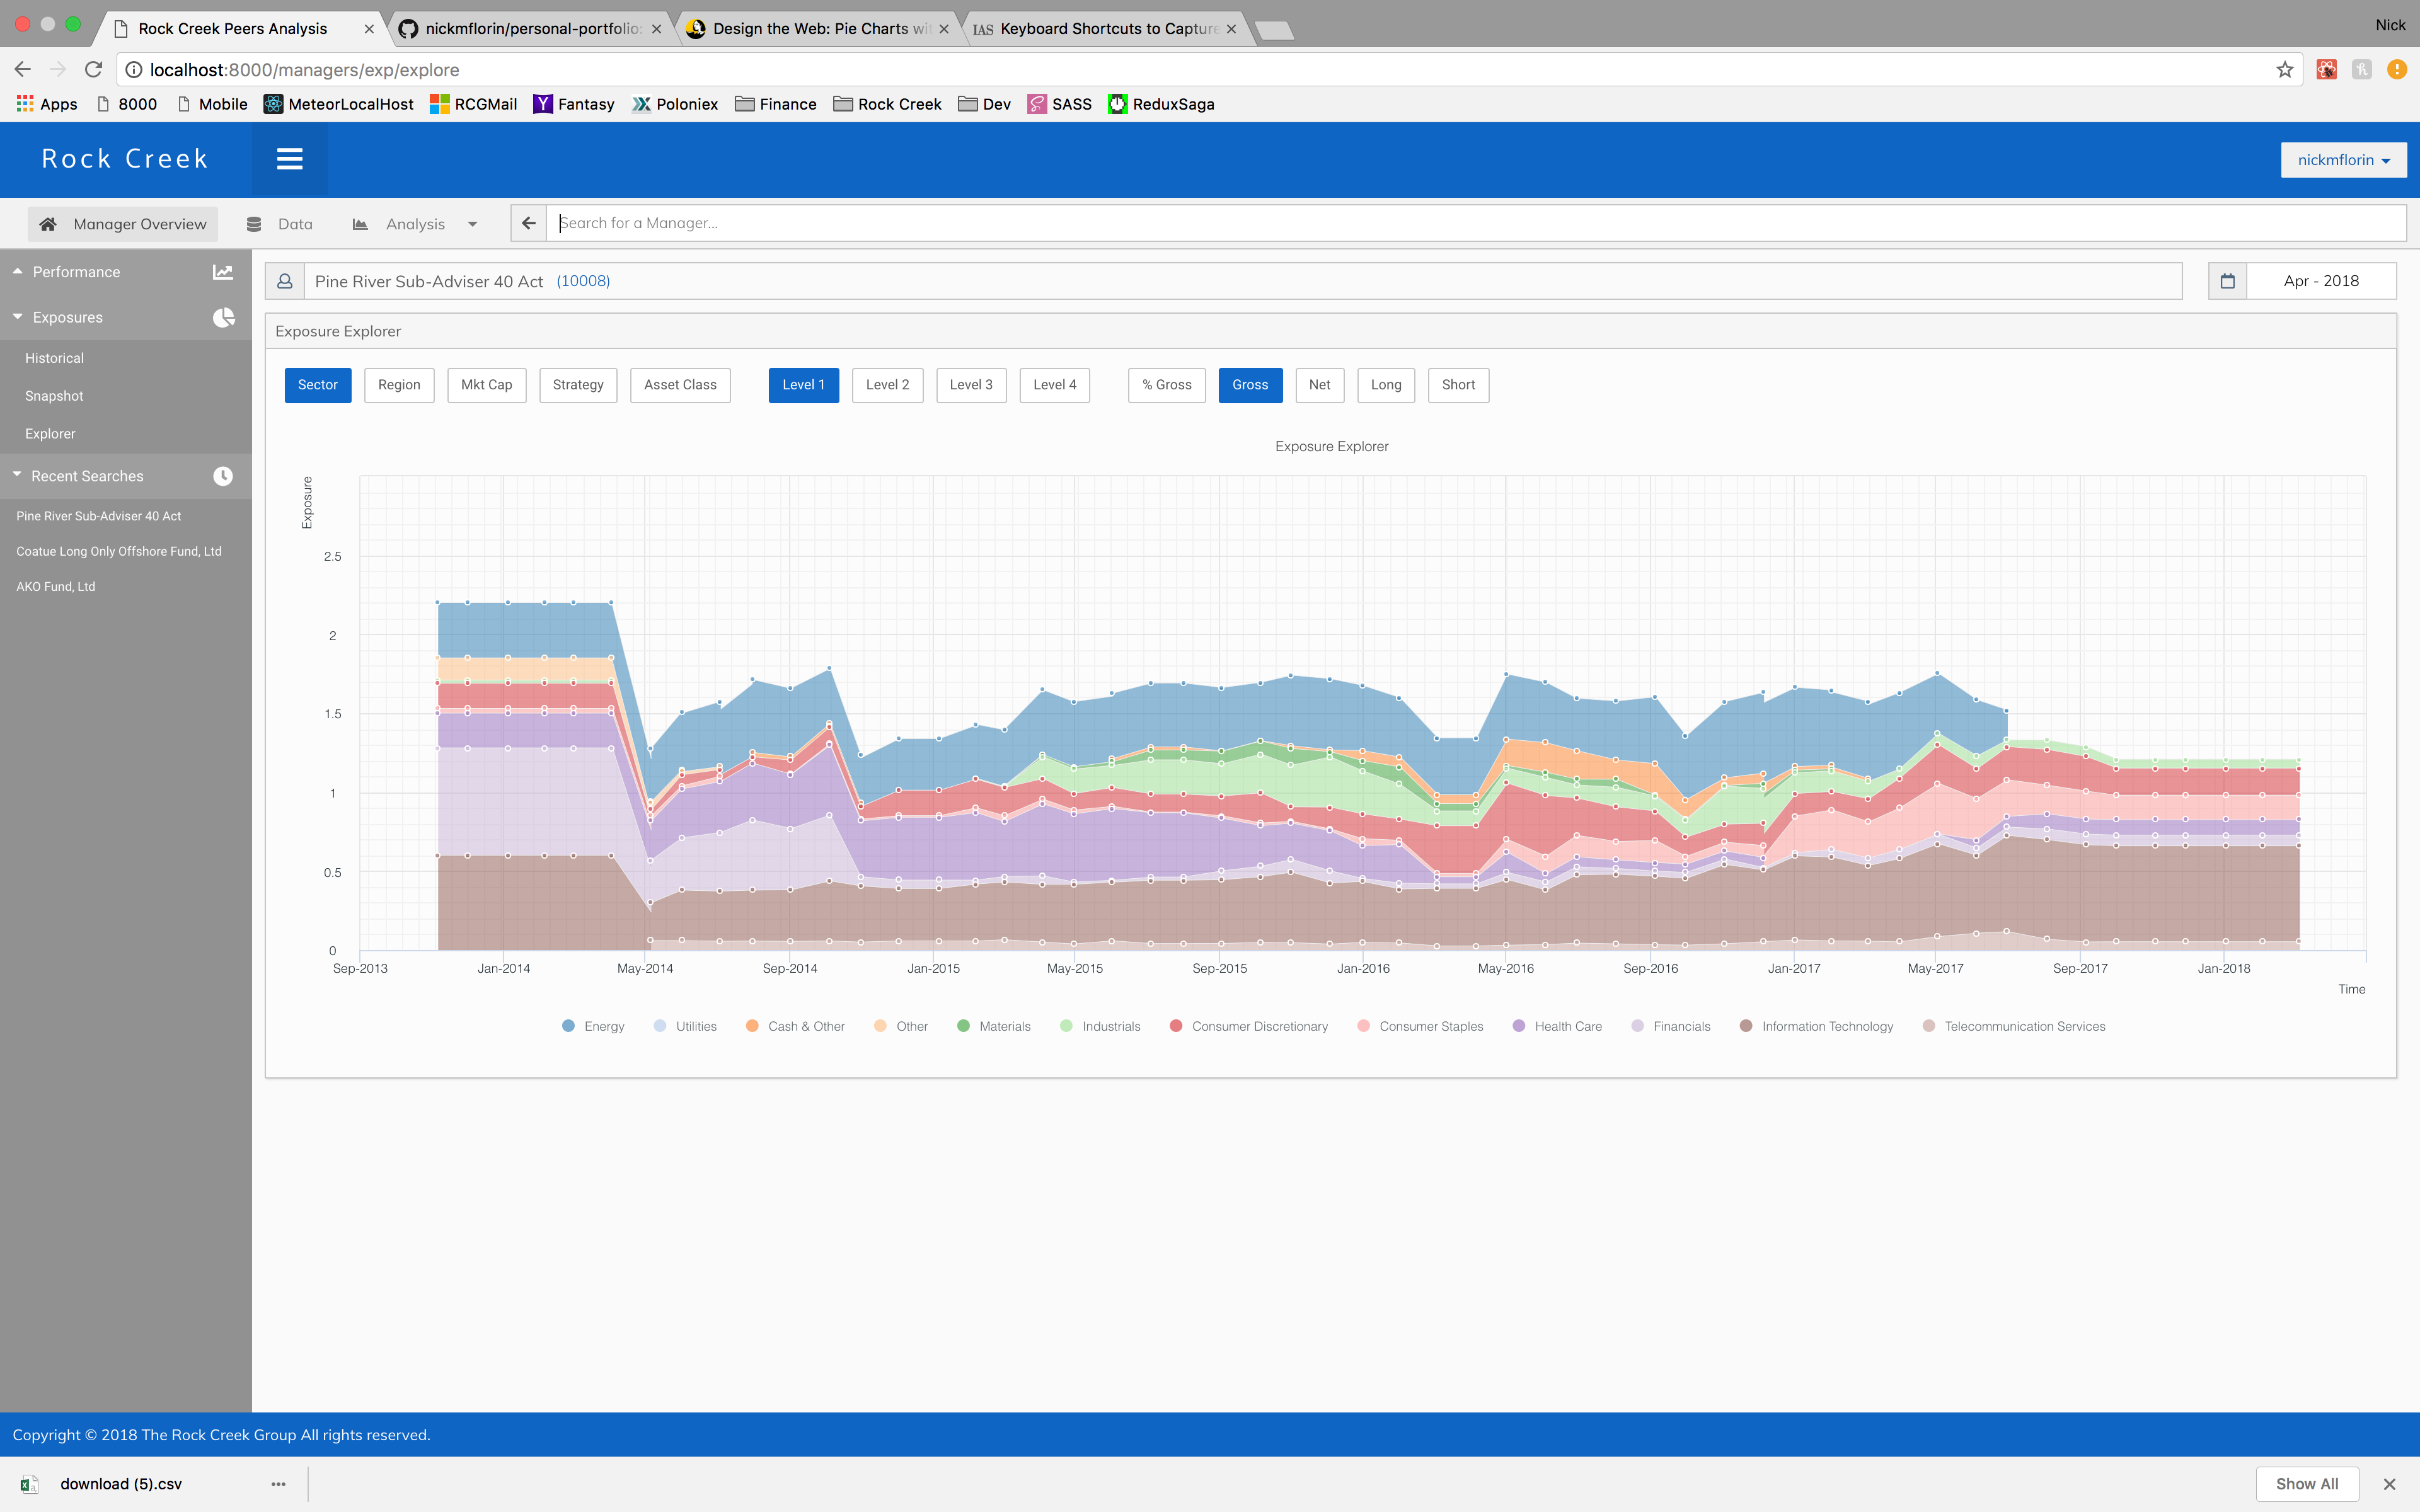 Rock Creek Peers Analysis
nickmflorin/personal-portfolio:
Design the Web: Pie Charts wit
IAS Keyboard Shortcuts to Capture
Nick
localhost:8000/managers/exp/explore
Apps
8000
Mobile
MeteorLocalHost
RCGMail
Fantasy
Poloniex
Finance
Rock Creek
Dev
SASS
ReduxSaga
Rock Creek
nickmflorin
Manager Overview
Data
Analysis
Search for a Manager...
Performance
Exposures
Historical
Snapshot
Explorer
Recent Searches
Pine River Sub-Adviser 40 Act
Coatue Long Only Offshore Fund, Ltd
AKO Fund, Ltd
Pine River Sub-Adviser 40 Act (10008)
Apr - 2018
Exposure Explorer
Sector
Region
Mkt Cap
Strategy
Asset Class
Level 1
Level 2
Level 3
Level 4
% Gross
Gross
Net
Long
Short
Exposure Explorer
Exposure
2.5
2
1.5
1
0.5
0
Sep-2013
Jan-2014
May-2014
Sep-2014
Jan-2015
May-2015
Sep-2015
Jan-2016
May-2016
Sep-2016
Jan-2017
May-2017
Sep-2017
Jan-2018
Time
Energy
Utilities
Cash & Other
Other
Materials
Industrials
Consumer Discretionary
Consumer Staples
Health Care
Financials
Information Technology
Telecommunication Services
Copyright © 2018 The Rock Creek Group All rights reserved.
download (5).csv
Show All